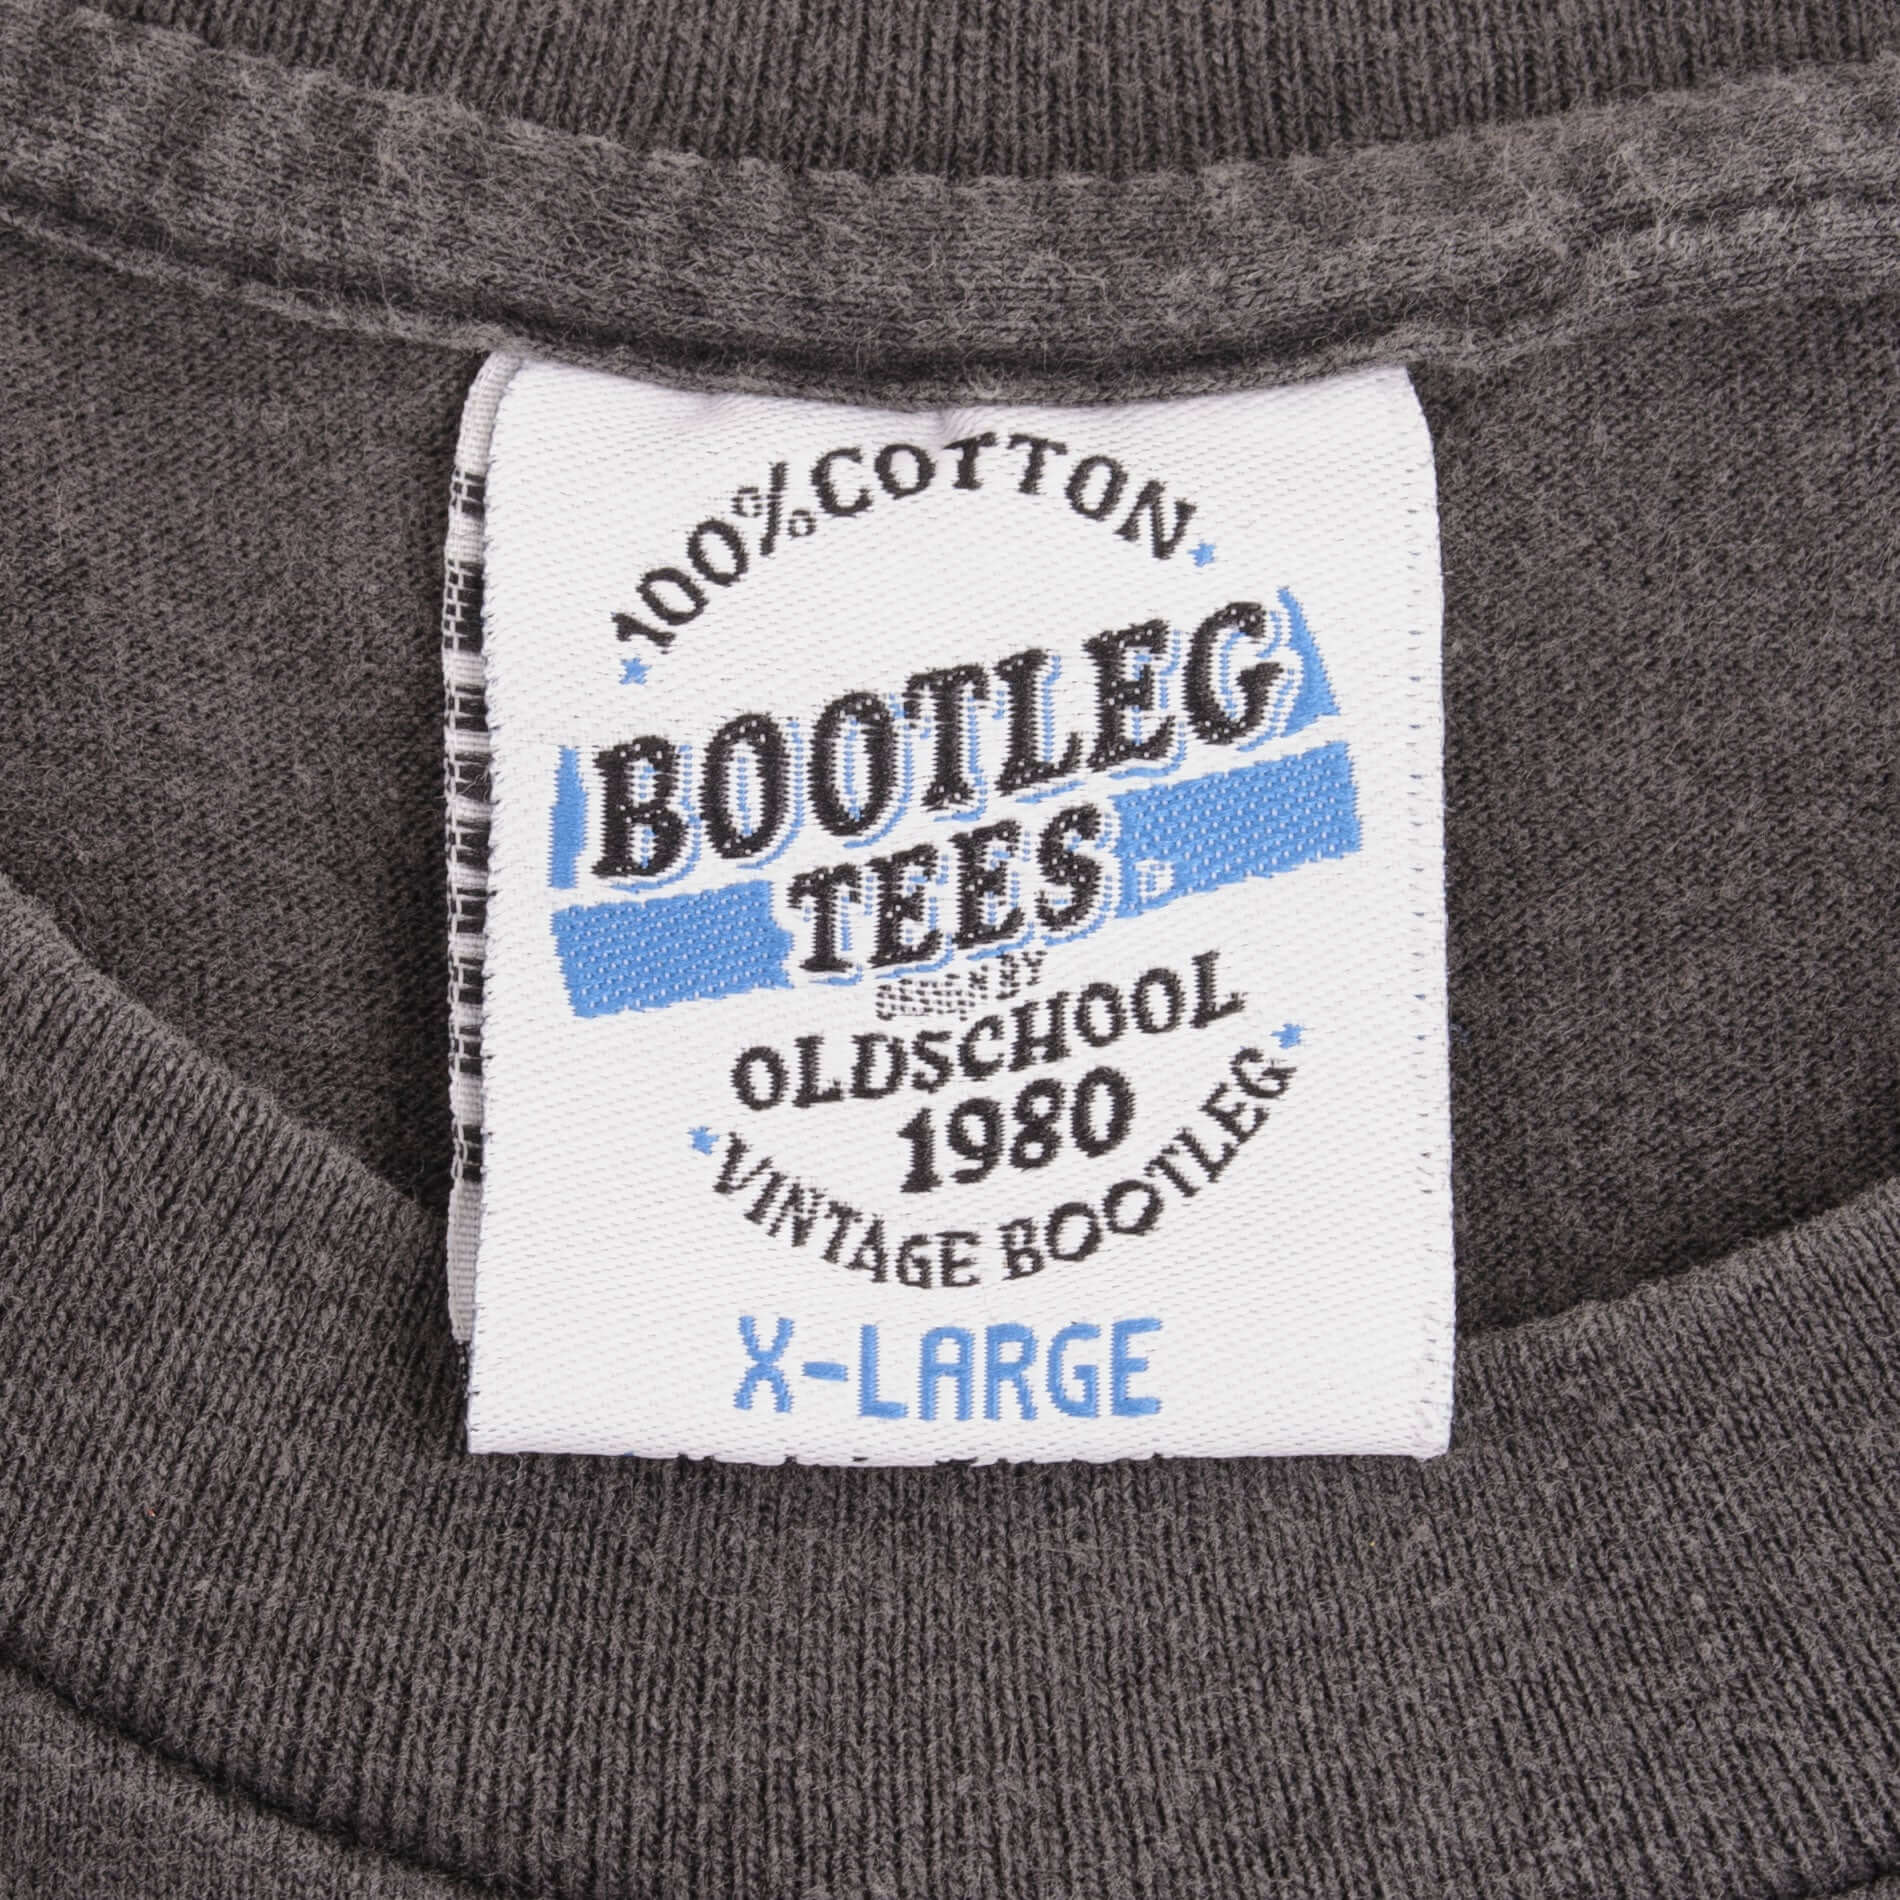 100% COTTON
BOOTLEG
TEES
OLDSCHOOL
1980
VINTAGE BOOTLEG
X-LARGE